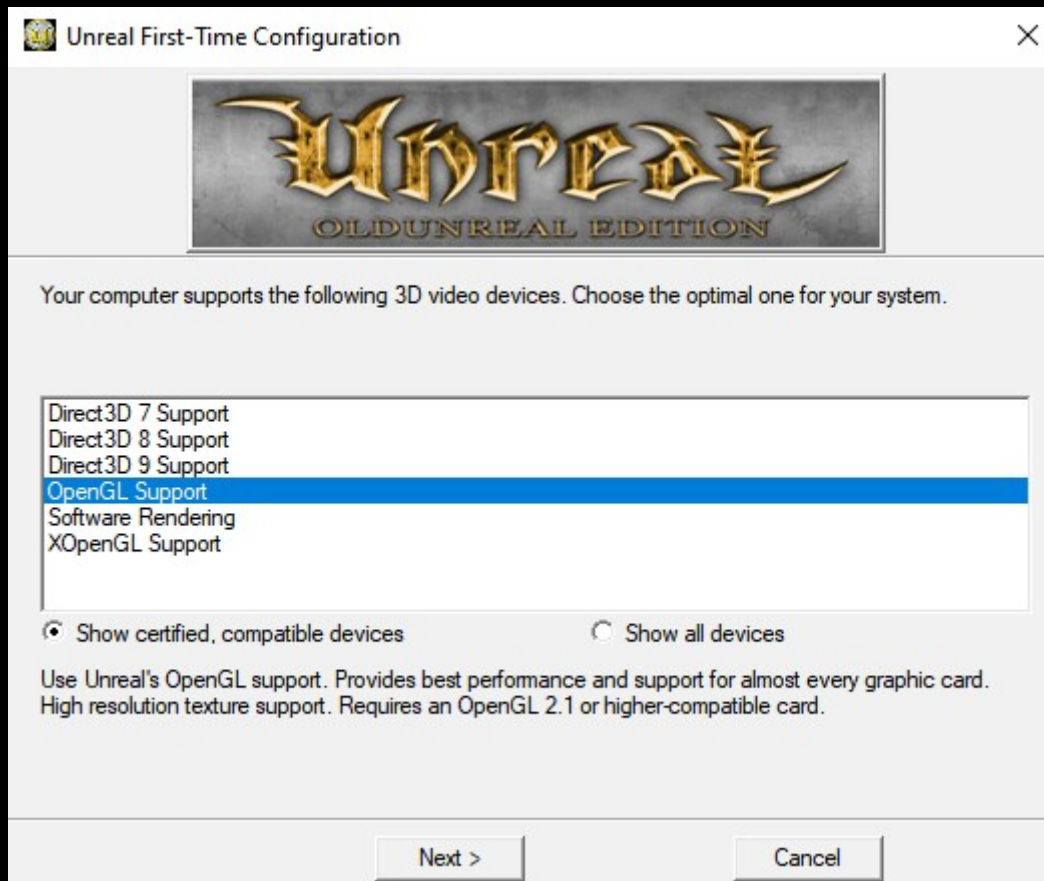 Unreal First-Time Configuration
Unreal
OLDUNREAL EDITION
Your computer supports the following 3D video devices. Choose the optimal one for your system.
Direct3D 7 Support
Direct3D 8 Support
Direct3D 9 Support
OpenGL Support
Software Rendering
XOpenGL Support
Show certified, compatible devices Show all devices
Use Unreal's OpenGL support. Provides best performance and support for almost every graphic card.
High resolution texture support. Requires an OpenGL 2.1 or higher-compatible card.
Next > Cancel